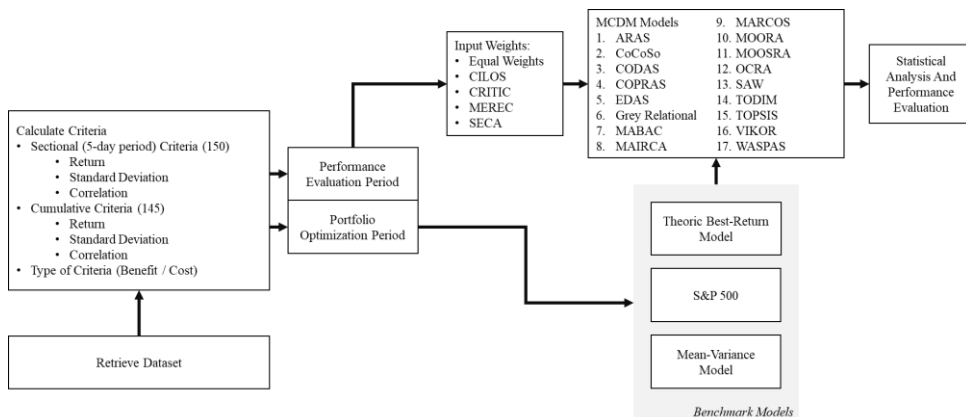 Retrieve Dataset
Calculate Criteria
• Sectional (5-day period) Criteria (150)
• Return
• Standard Deviation
• Correlation
• Cumulative Criteria (145)
• Return
• Standard Deviation
• Correlation
• Type of Criteria (Benefit / Cost)
Performance
Evaluation Period
Portfolio
Optimization Period
Input Weights:
• Equal Weights
• CILOS
• CRITIC
• MEREC
• SECA
MCDM Models
1. ARAS
2. CoCoSo
3. CODAS
4. COPRAS
5. EDAS
6. Grey Relational
7. MABAC
8. MAIRCA
9. MARCOS
10. MOORA
11. MOOSRA
12. OCRA
13. SAW
14. TODIM
15. TOPSIS
16. VIKOR
17. WASPAS
Statistical
Analysis And
Performance
Evaluation
Theoric Best-Return
Model
S&P 500
Mean-Variance
Model
Benchmark Models